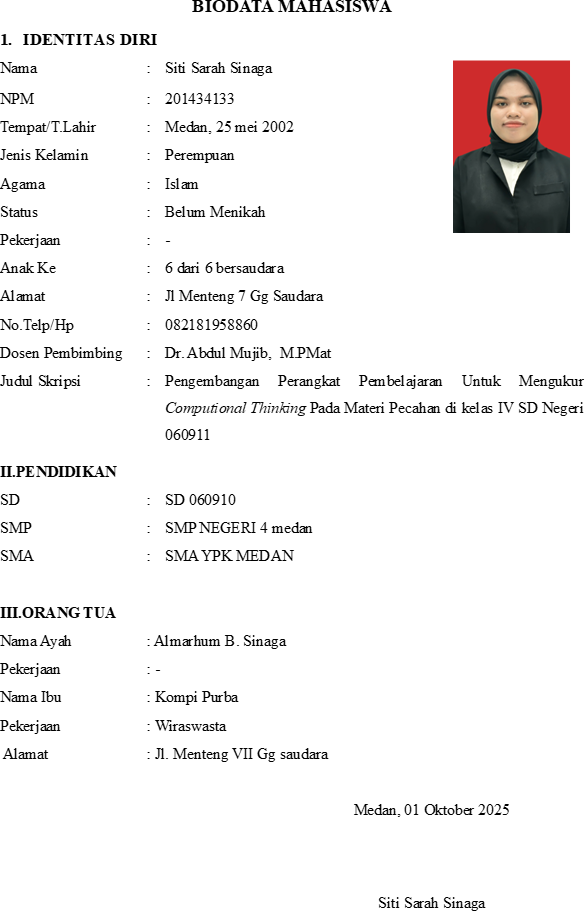 BIODATA MAHASISWA
1. IDENTITAS DIRI
Nama : Siti Sarah Sinaga
NPM : 201434133
Tempat/T.Lahir : Medan, 25 mei 2002
Jenis Kelamin : Perempuan
Agama : Islam
Status : Belum Menikah
Pekerjaan : -
Anak Ke : 6 dari 6 bersaudara
Alamat : Jl Menteng 7 Gg Saudara
No.Telp/Hp : 082181958860
Dosen Pembimbing : Dr. Abdul Mujib, M.PMat
Judul Skripsi : Pengembangan Perangkat Pembelajaran Untuk Mengukur
Computional Thinking Pada Materi Pecahan di kelas IV SD Negeri
060911
II.PENDIDIKAN
SD : SD 060910
SMP : SMP NEGERI 4 medan
SMA : SMA YPK MEDAN
III.ORANG TUA
Nama Ayah : Almarhum B. Sinaga
Pekerjaan : -
Nama Ibu : Kompi Purba
Pekerjaan : Wiraswasta
Alamat : Jl. Menteng VII Gg saudara
Medan, 01 Oktober 2025
Siti Sarah Sinaga